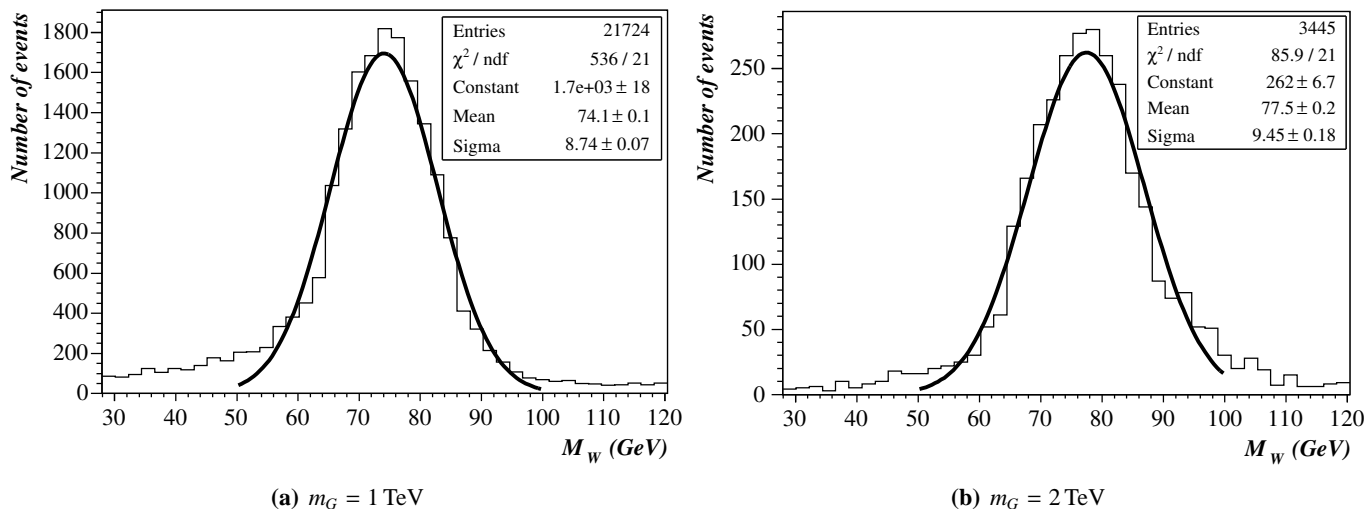 Number of events
1800
1600
1400
1200
1000
800
600
400
200
0
30 40 50 60 70 80 90 100 110 120
M_W (GeV)
Entries 21724
χ² / ndf 536 / 21
Constant 1.7e+03 ± 18
Mean 74.1 ± 0.1
Sigma 8.74 ± 0.07
(a) m_G = 1 TeV
Number of events
250
200
150
100
50
0
30 40 50 60 70 80 90 100 110 120
M_W (GeV)
Entries 3445
χ² / ndf 85.9 / 21
Constant 262 ± 6.7
Mean 77.5 ± 0.2
Sigma 9.45 ± 0.18
(b) m_G = 2 TeV